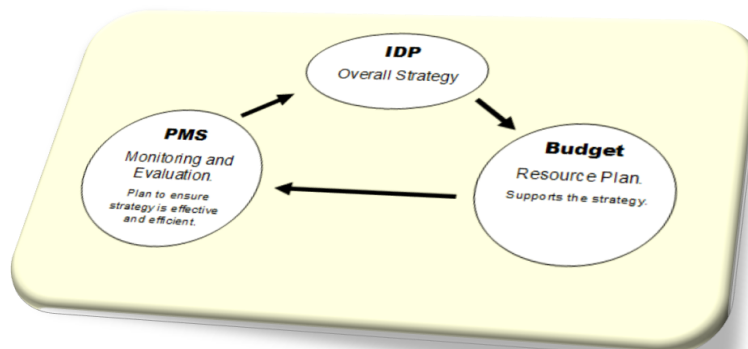 IDP
Overall Strategy
PMS
Monitoring and
Evaluation.
Plan to ensure
strategy is effective
and efficient.
Budget
Resource Plan.
Supports the strategy.